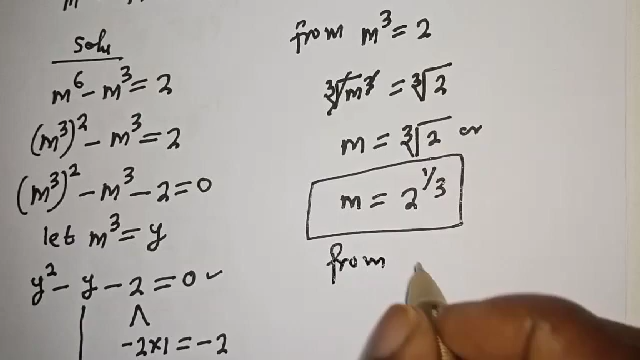 Solu
m⁶ - m³ = 2
(m³)² - m³ = 2
(m³)² - m³ - 2 = 0
let m³ = y
y² - y - 2 = 0 ✓
-2×1 = -2
from m³ = 2
∛m³ = ∛2
m = ∛2 or
m = 2^1/3
from